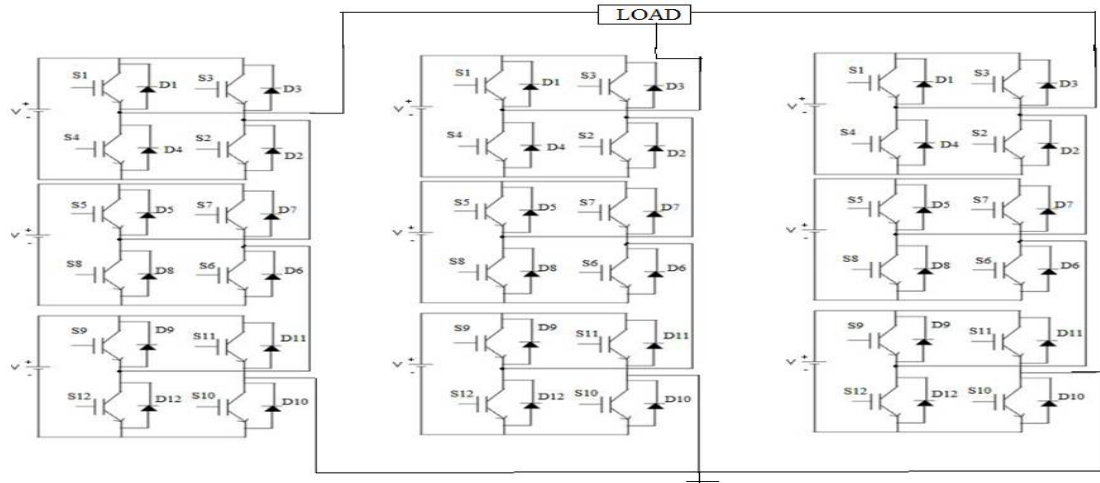 LOAD
S1 D1 S3 D3
V + -
S4 D4 S2 D2
S5 D5 S7 D7
V + -
S8 D8 S6 D6
S9 D9 S11 D11
V + -
S12 D12 S10 D10
S1 D1 S3 D3
V + -
S4 D4 S2 D2
S5 D5 S7 D7
V + -
S8 D8 S6 D6
S9 D9 S11 D11
V + -
S12 D12 S10 D10
S1 D1 S3 D3
V + -
S4 D4 S2 D2
S5 D5 S7 D7
V + -
S8 D8 S6 D6
S9 D9 S11 D11
V + -
S12 D12 S10 D10